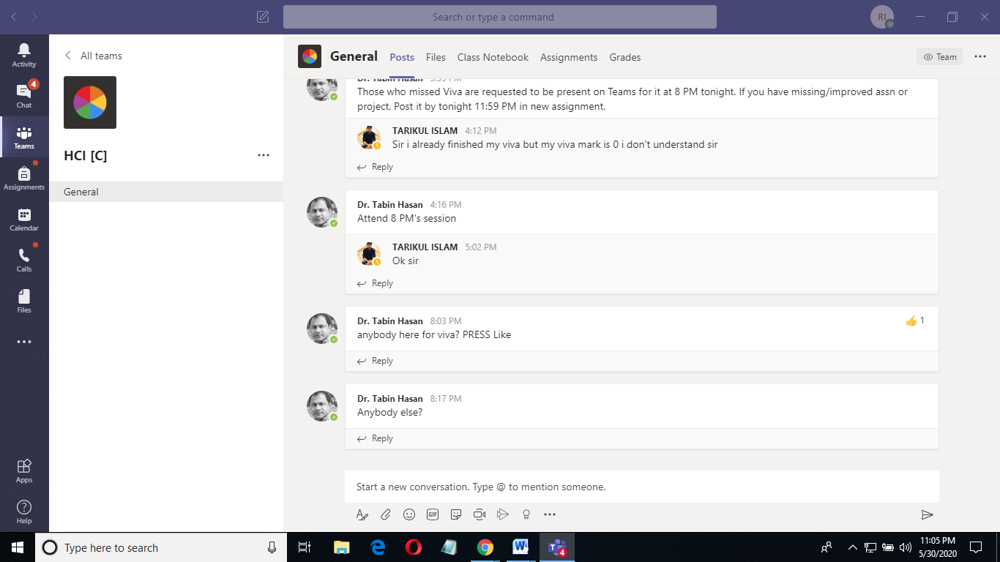 Search or type a command
RI
Activity
4
Chat
Teams
Assignments
Calendar
Calls
Files
Apps
Help
All teams
HCI [C]
General
General Posts Files Class Notebook Assignments Grades
Team
Dr. Tabin Hasan 3:53 PM
Those who missed Viva are requested to be present on Teams for it at 8 PM tonight. If you have missing/improved assn or
project, Post it by tonight 11:59 PM in new assignment.
TARIKUL ISLAM 4:12 PM
Sir i already finished my viva but my viva mark is 0 i don't understand sir
Reply
Dr. Tabin Hasan 4:16 PM
Attend 8 PM's session
TARIKUL ISLAM 5:02 PM
Ok sir
Reply
Dr. Tabin Hasan 8:03 PM
1
anybody here for viva? PRESS Like
Reply
Dr. Tabin Hasan 8:17 PM
Anybody else?
Reply
Start a new conversation. Type @ to mention someone.
GIF
Type here to search
4
11:05 PM
5/30/2020